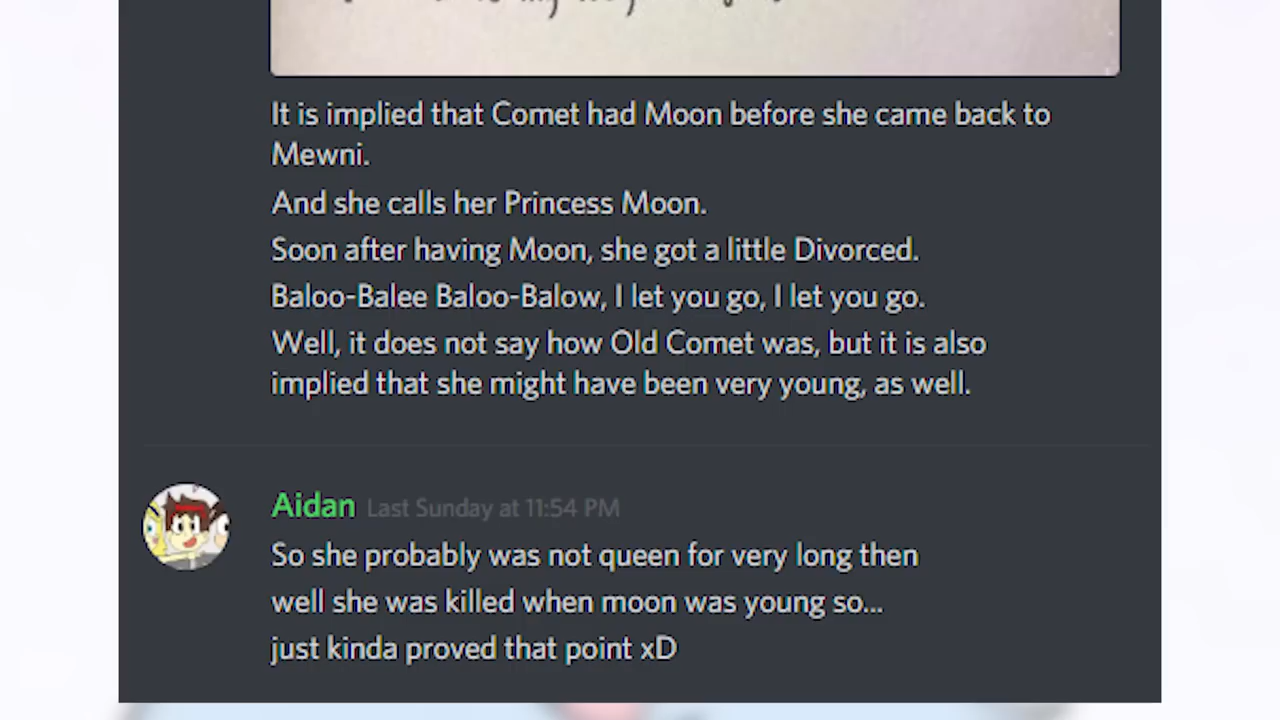 It is implied that Comet had Moon before she came back to
Mewni.
And she calls her Princess Moon.
Soon after having Moon, she got a little Divorced.
Baloo-Balee Baloo-Balow, I let you go, I let you go.
Well, it does not say how Old Comet was, but it is also
implied that she might have been very young, as well.
Aidan Last Sunday at 11:54 PM
So she probably was not queen for very long then
well she was killed when moon was young so...
just kinda proved that point xD